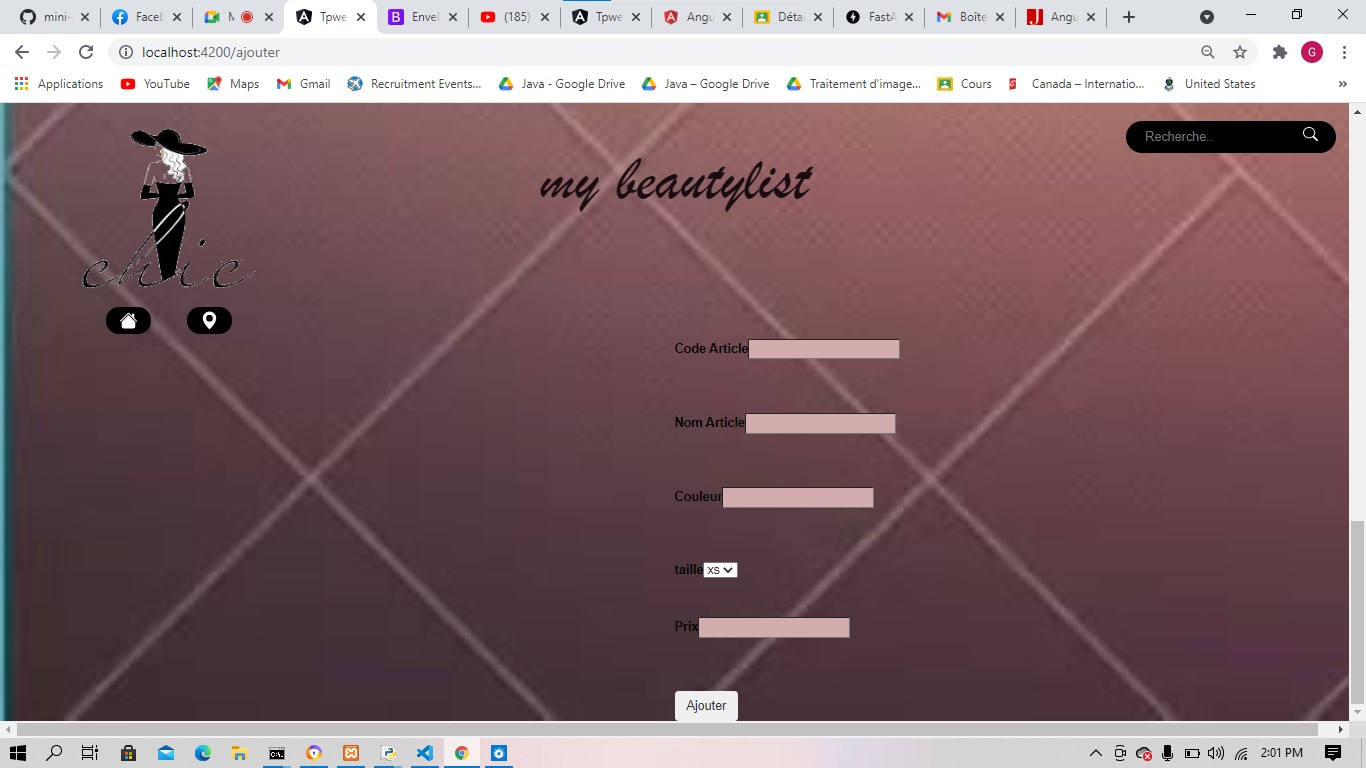 mini-
Faceb
M
Tpwe
Envel
(185)
Tpwe
Angu
Détai
FastA
Boîte
Angu
localhost:4200/ajouter
G
Applications
YouTube
Maps
Gmail
Recruitment Events...
Java - Google Drive
Java – Google Drive
Traitement d'image...
Cours
Canada – Internatio...
United States
»
Recherche..
my beautylist
chic
Code Article
Nom Article
Couleur
taille xs
Prix
Ajouter
2:01 PM